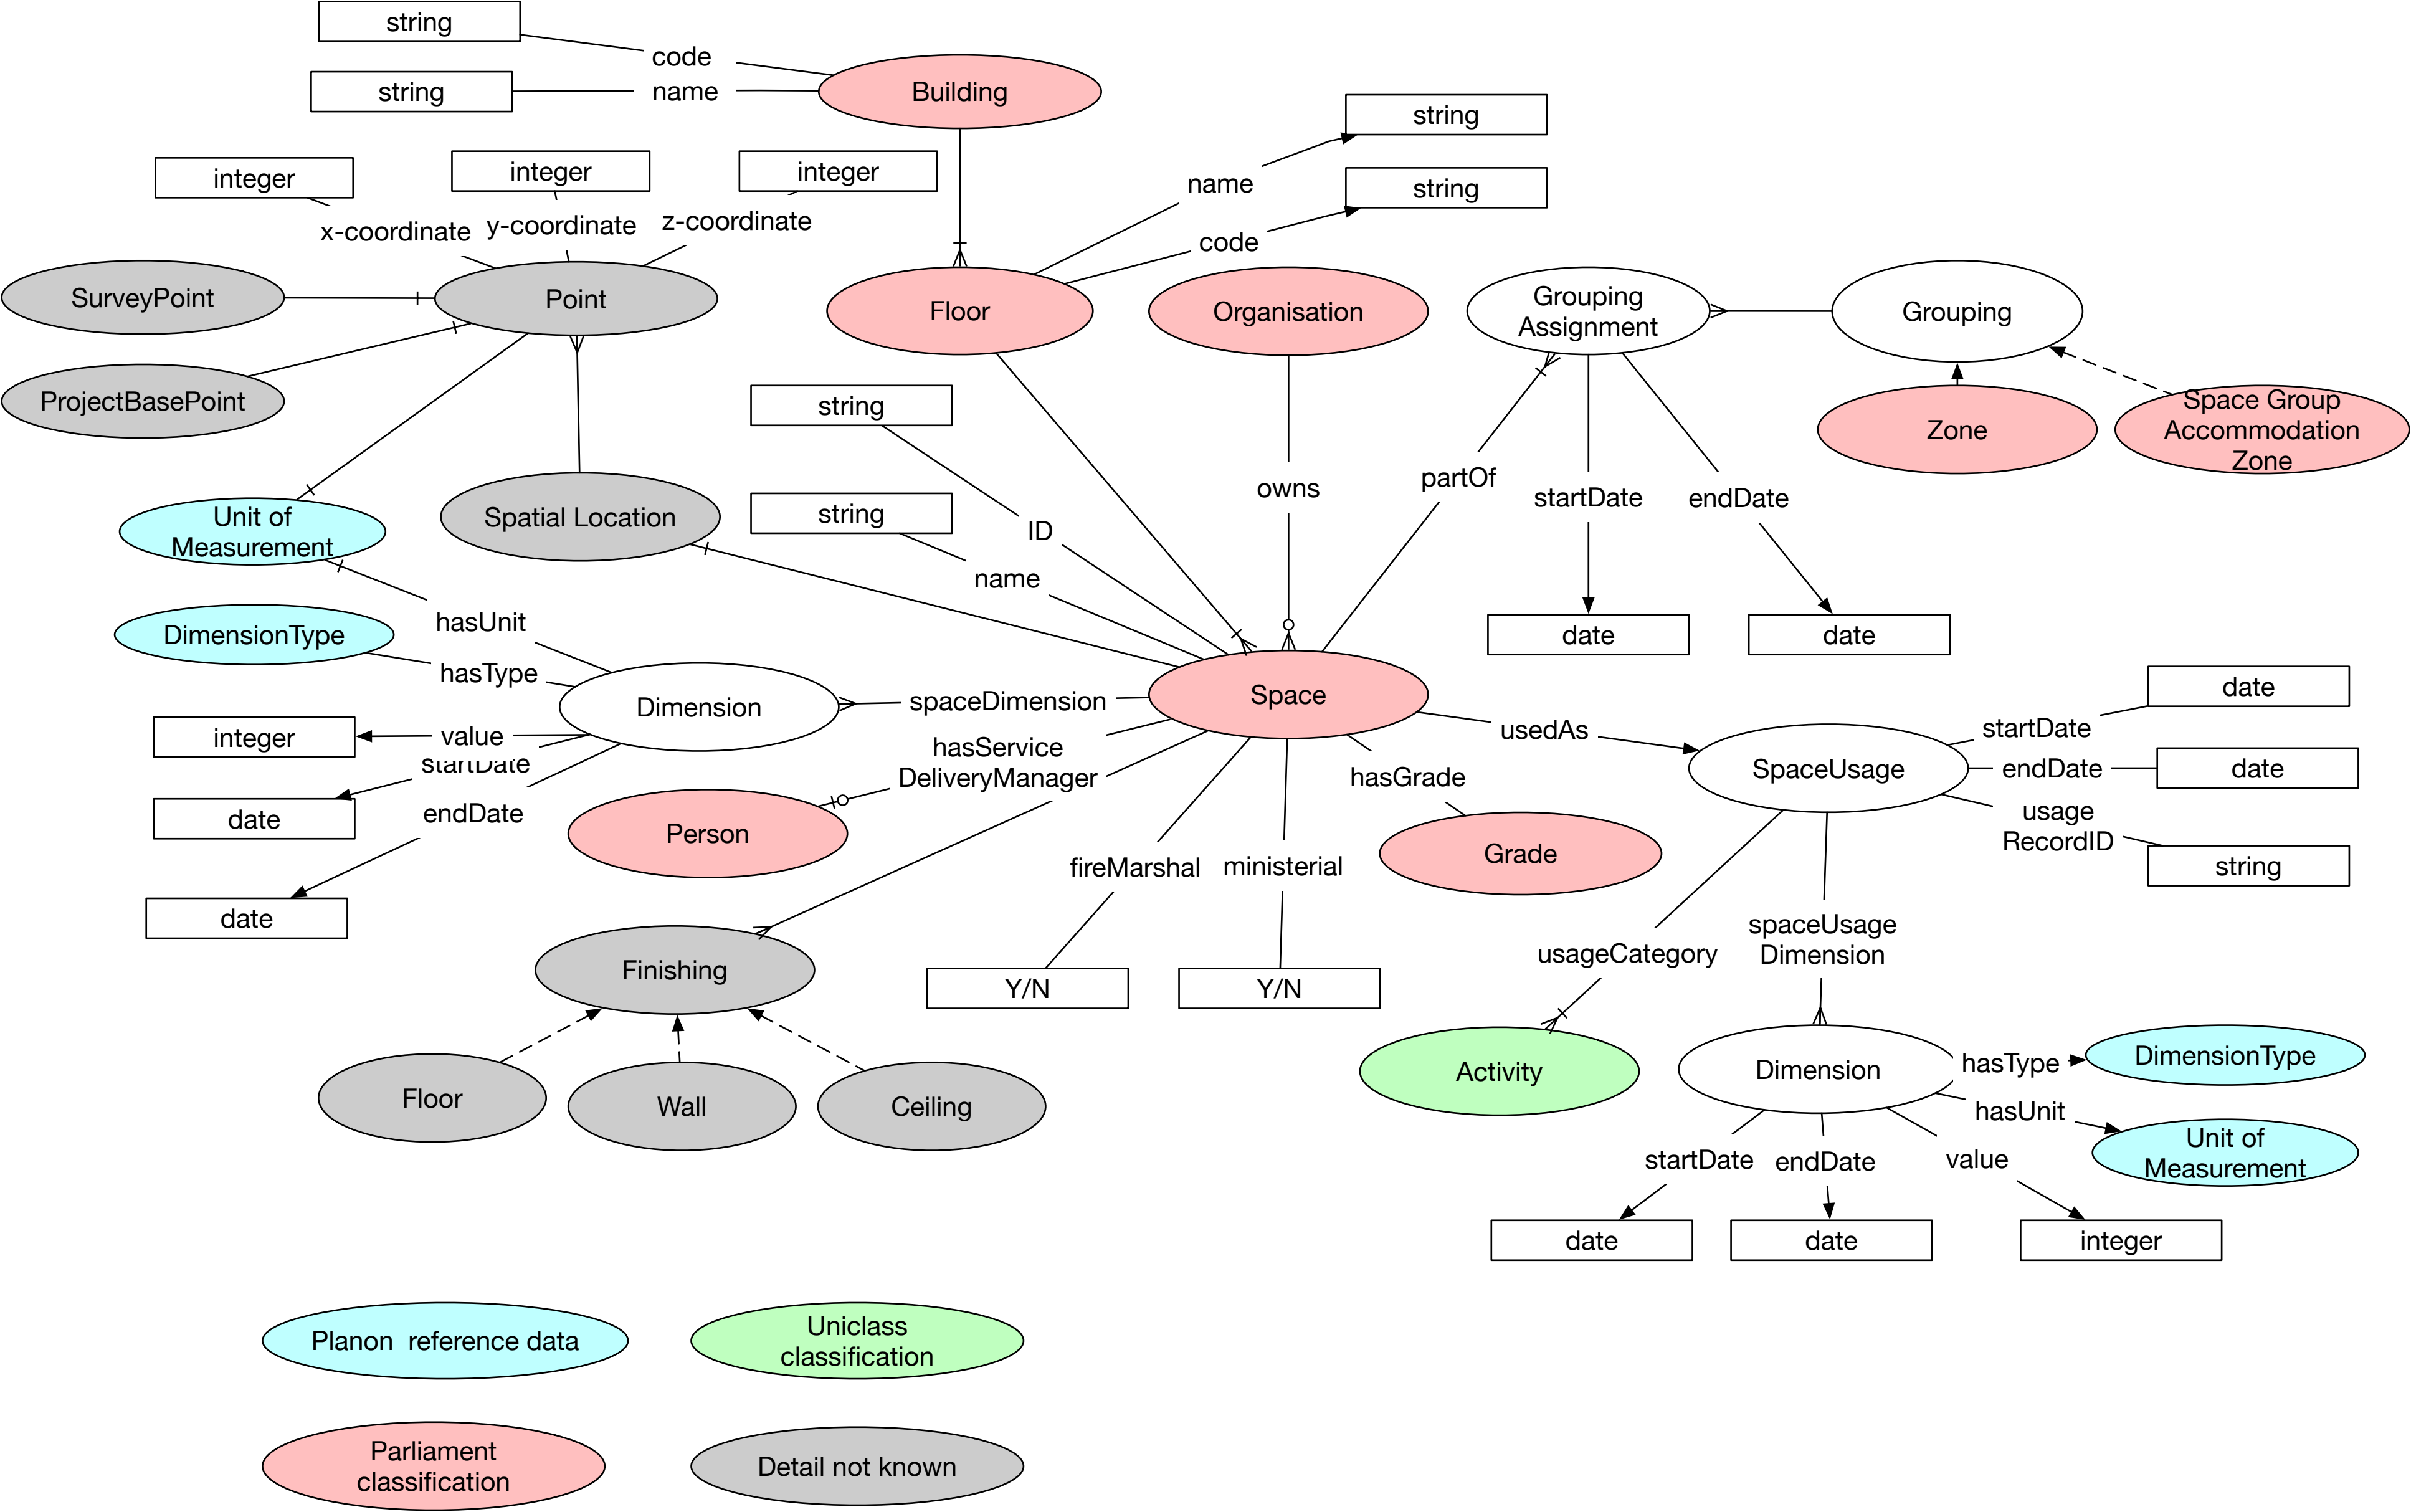 string
code
string
name
Building
string
name
string
code
integer
integer
integer
x-coordinate
y-coordinate
z-coordinate
SurveyPoint
Point
Floor
Organisation
Grouping
Assignment
Grouping
ProjectBasePoint
string
Zone
Space Group
Accommodation
Zone
owns
partOf
startDate
endDate
Unit of
Measurement
Spatial Location
string
ID
name
date
date
hasUnit
DimensionType
hasType
Dimension
spaceDimension
Space
usedAs
date
startDate
integer
value
startDate
hasService
DeliveryManager
hasGrade
SpaceUsage
endDate
date
date
endDate
Person
fireMarshal
ministerial
Grade
usage
RecordID
string
date
Finishing
Y/N
Y/N
usageCategory
spaceUsage
Dimension
Floor
Wall
Ceiling
Activity
Dimension
hasType
DimensionType
hasUnit
Unit of
Measurement
startDate
endDate
value
date
date
integer
Planon  reference data
Uniclass
classification
Parliament
classification
Detail not known